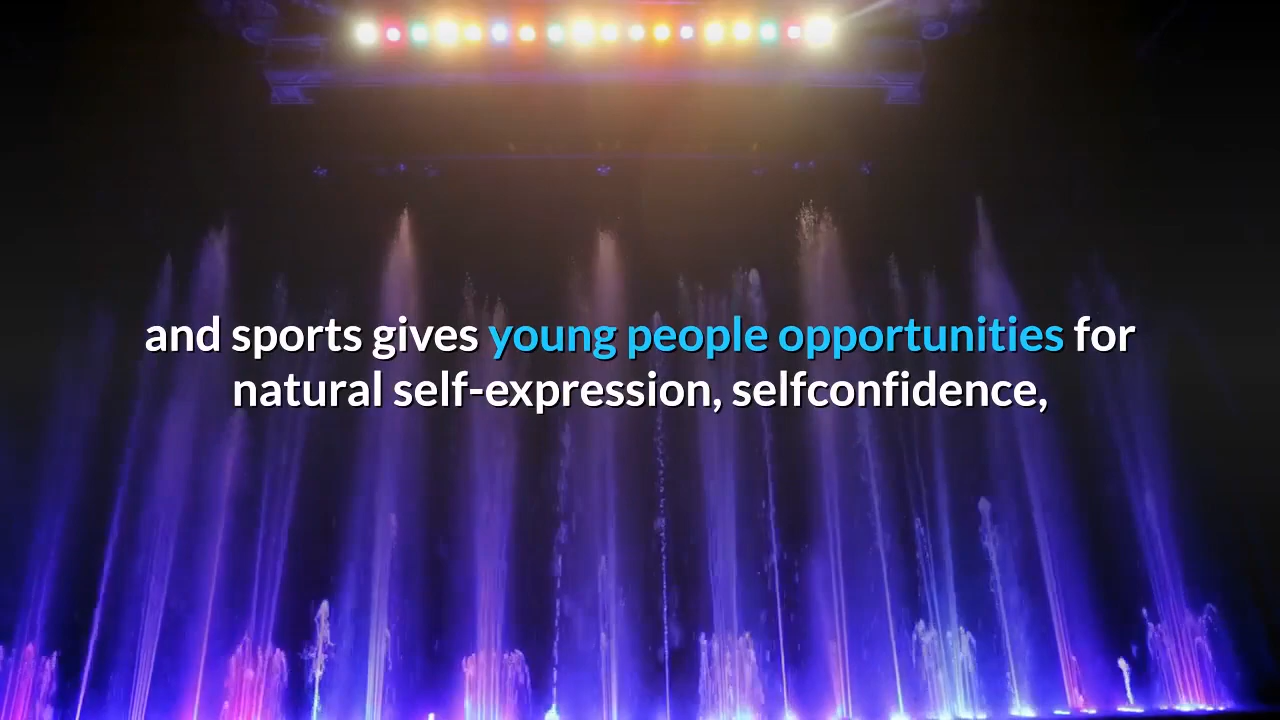 and sports gives young people opportunities for
natural self-expression, selfconfidence,